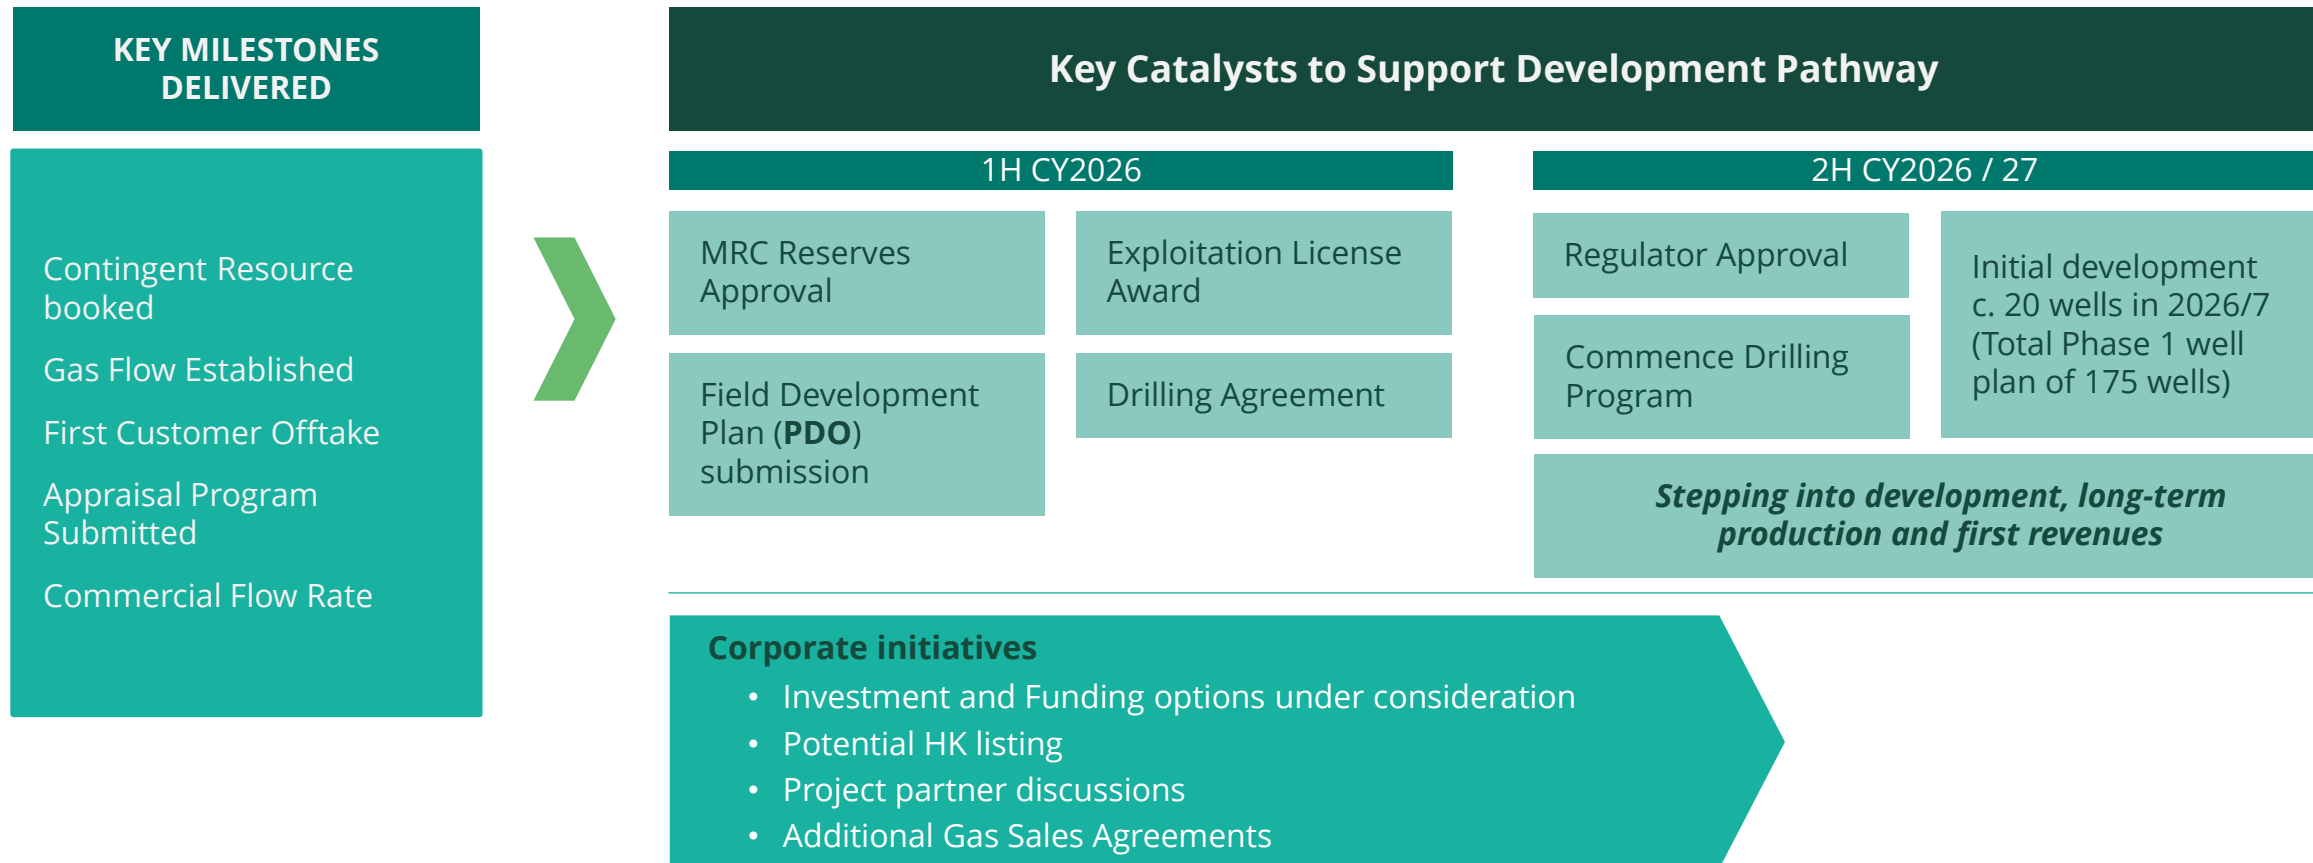 KEY MILESTONES
DELIVERED
Contingent Resource
booked
Gas Flow Established
First Customer Offtake
Appraisal Program
Submitted
Commercial Flow Rate
Key Catalysts to Support Development Pathway
1H CY2026
MRC Reserves
Approval
Exploitation License
Award
Field Development
Plan (PDO)
submission
Drilling Agreement
2H CY2026 / 27
Regulator Approval
Commence Drilling
Program
Initial development
c. 20 wells in 2026/7
(Total Phase 1 well
plan of 175 wells)
Stepping into development, long-term
production and first revenues
Corporate initiatives
• Investment and Funding options under consideration
• Potential HK listing
• Project partner discussions
• Additional Gas Sales Agreements